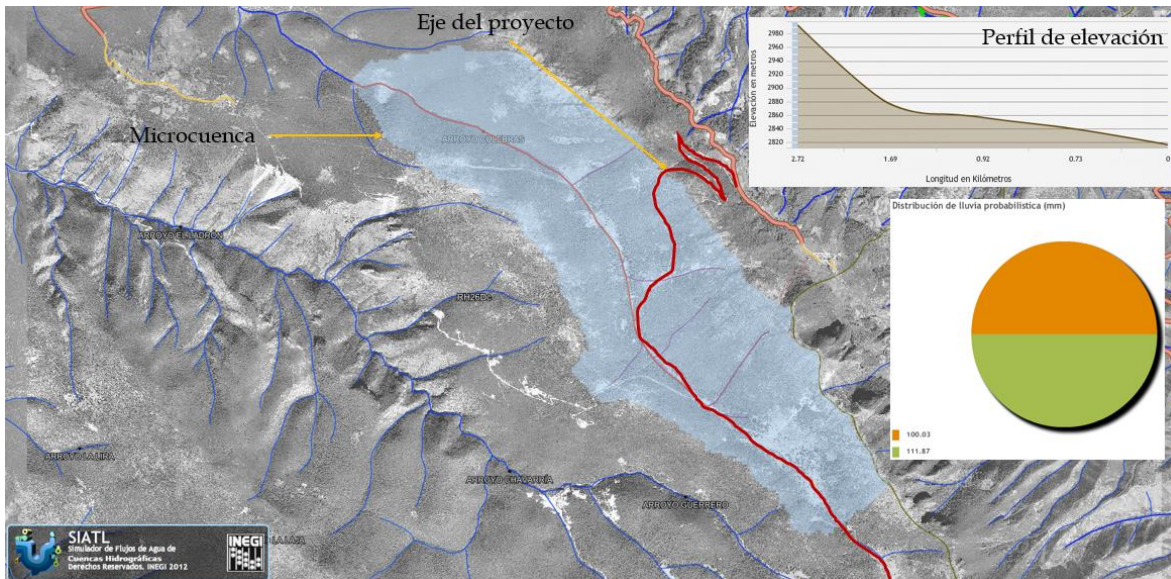 Eje del proyecto
Microcuenca
ARROYO CULEBRAS
ARROYO EL LADRÓN
ARROYO LA LIRA
ARROYO CHAVARRÍA
ARROYO GUERRERO
Perfil de elevación
Elevación en metros
2980
2960
2940
2920
2900
2880
2860
2840
2820
2.72
1.69
0.92
0.73
0
Longitud en Kilómetros
Distribución de lluvia probabilística (mm)
100.03
111.87
SIATL
Simulador de Flujos de Agua de
Cuencas Hidrográficas
Derechos Reservados. INEGI 2012
INEGI